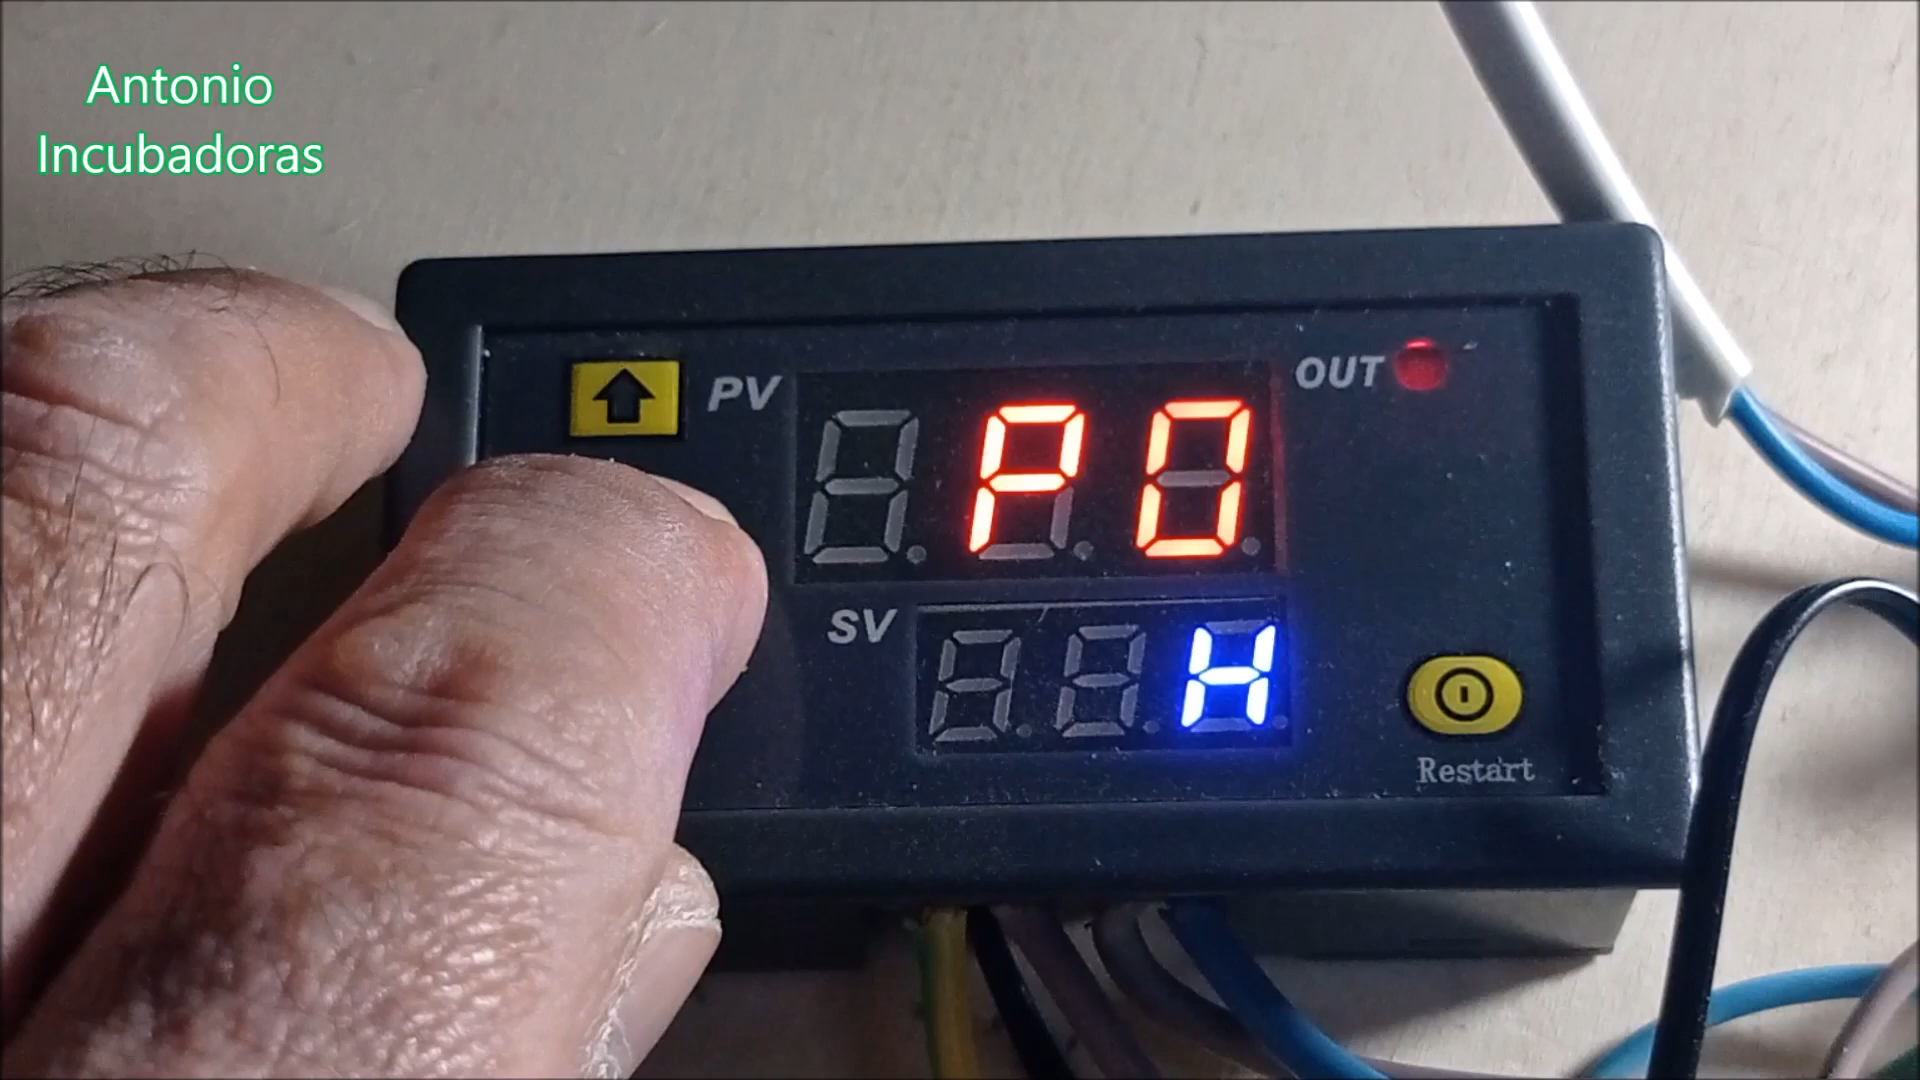 Antonio
Incubadoras
PV
P0
OUT
SV
H
Restart